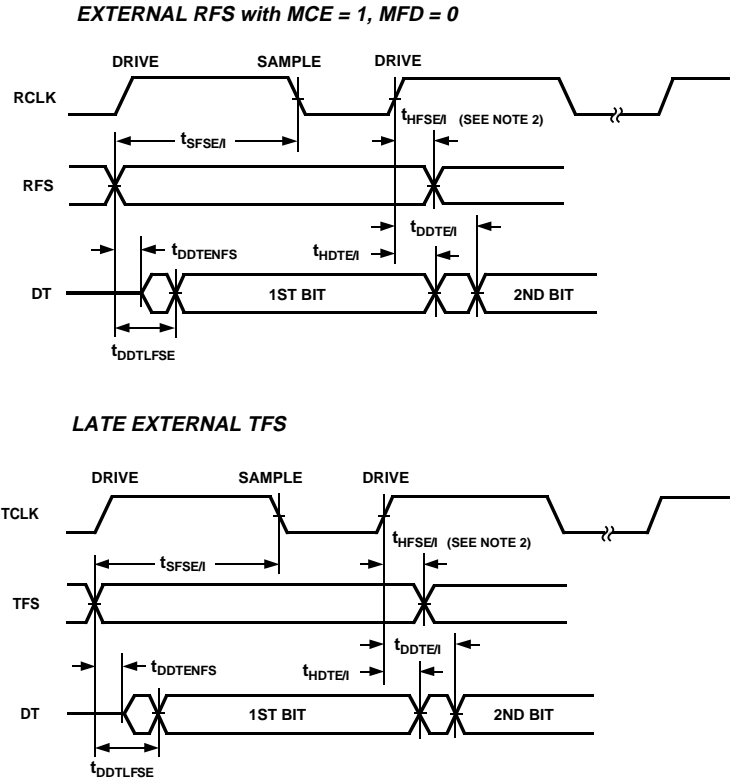 EXTERNAL RFS with MCE = 1, MFD = 0
DRIVE SAMPLE DRIVE
RCLK
tHFSE/I (SEE NOTE 2)
tSFSE/I
RFS
tDDTE/I
tDDTENFS
tHDTE/I
DT 1ST BIT 2ND BIT
tDDTLFSE
LATE EXTERNAL TFS
DRIVE SAMPLE DRIVE
TCLK
tHFSE/I (SEE NOTE 2)
tSFSE/I
TFS
tDDTE/I
tDDTENFS
tHDTE/I
DT 1ST BIT 2ND BIT
tDDTLFSE